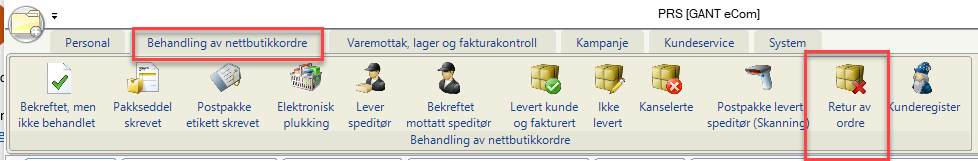 PRS [GANT eCom]
Personal Behandling av nettbutikkordre Varemottak, lager og fakturakontroll Kampanje Kundeservice System
Bekreftet, men Pakkseddel Postpakke Elektronisk Lever Bekreftet Levert kunde Ikke Kanselerte Postpakke levert Retur av Kunderegister
ikke behandlet skrevet etikett skrevet plukking speditør mottatt speditør og fakturert levert speditør (Skanning) ordre
Behandling av nettbutikkordre